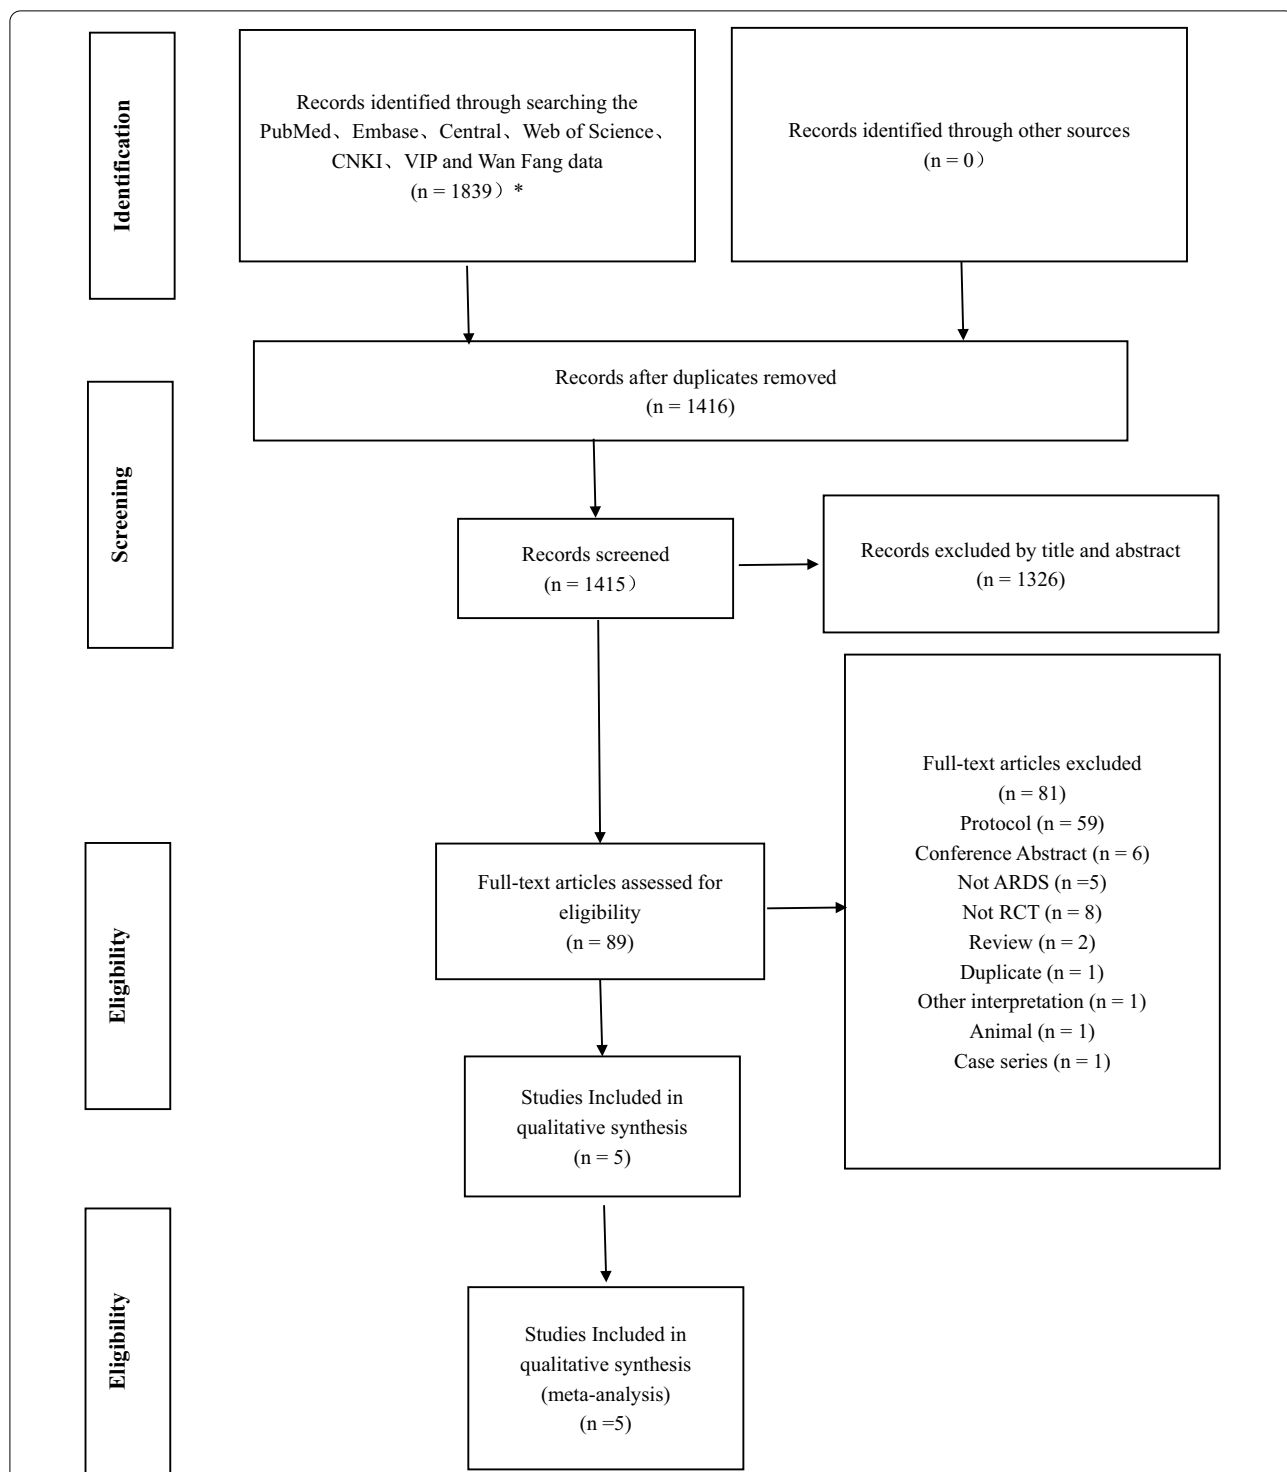 Identification
Records identified through searching the
PubMed、Embase、Central、Web of Science、
CNKI、VIP and Wan Fang data
(n = 1839）*
Records identified through other sources
(n = 0）
Records after duplicates removed
(n = 1416)
Screening
Records screened
(n = 1415）
Records excluded by title and abstract
(n = 1326)
Eligibility
Full-text articles assessed for
eligibility
(n = 89)
Full-text articles excluded
(n = 81)
Protocol (n = 59)
Conference Abstract (n = 6)
Not ARDS (n =5)
Not RCT (n = 8)
Review (n = 2)
Duplicate (n = 1)
Other interpretation (n = 1)
Animal (n = 1)
Case series (n = 1)
Studies Included in
qualitative synthesis
(n = 5)
Eligibility
Studies Included in
qualitative synthesis
(meta-analysis)
(n =5)